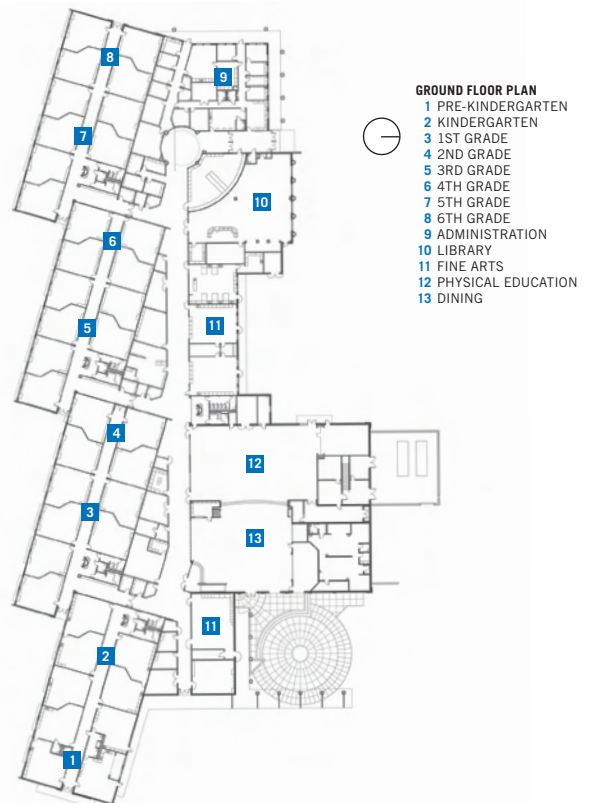 GROUND FLOOR PLAN
1 PRE-KINDERGARTEN
2 KINDERGARTEN
3 1ST GRADE
4 2ND GRADE
5 3RD GRADE
6 4TH GRADE
7 5TH GRADE
8 6TH GRADE
9 ADMINISTRATION
10 LIBRARY
11 FINE ARTS
12 PHYSICAL EDUCATION
13 DINING
8
9
7
10
6
11
5
4
12
3
13
11
2
1